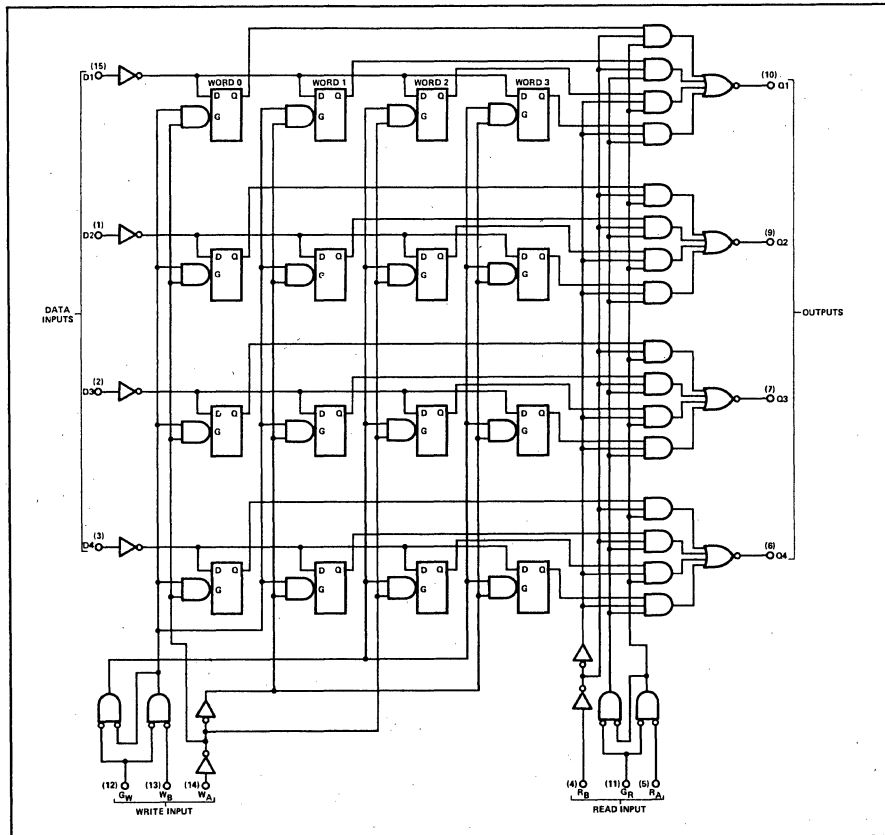 (15)
D1
WORD 0 WORD 1 WORD 2 WORD 3
D Q D Q D Q D Q
G G G G
(10)
Q1
(1)
D2
D Q D Q D Q D Q
G G G G
(9)
Q2
DATA
INPUTS
OUTPUTS
(2)
D3
D Q D Q D Q D Q
G G G G
(7)
Q3
(3)
D4
D Q D Q D Q D Q
G G G G
(6)
Q4
(12) (13) (14) (4) (11) (5)
GW WB WA RB GR RA
WRITE INPUT READ INPUT